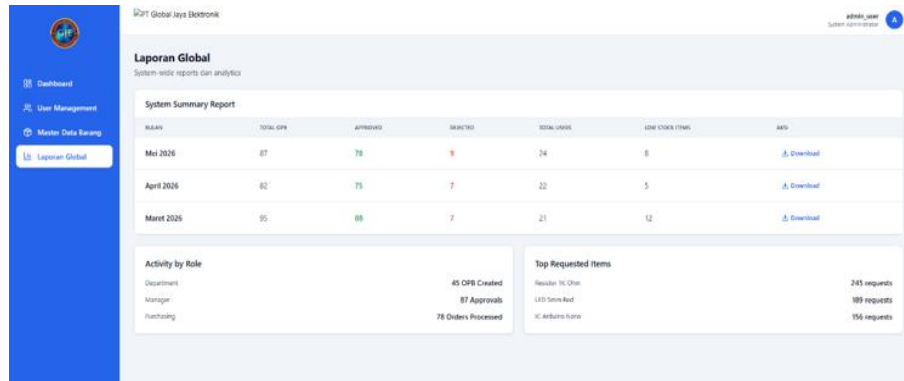 GJE
PT Global Jaya Elektronik
admin_user
System Administrator
A
Dashboard
User Management
Master Data Barang
Laporan Global
Laporan Global
System-wide reports dan analytics
System Summary Report
BULAN TOTAL OPB APPROVED REJECTED TOTAL USERS LOW STOCK ITEMS AKSI
Mei 2026 87 78 9 24 8 Download
April 2026 82 75 7 22 5 Download
Maret 2026 95 88 7 21 12 Download
Activity by Role
Department 45 OPB Created
Manager 87 Approvals
Purchasing 78 Orders Processed
Top Requested Items
Resistor 1K Ohm 245 requests
LED 5mm Red 189 requests
IC Arduino Nano 156 requests